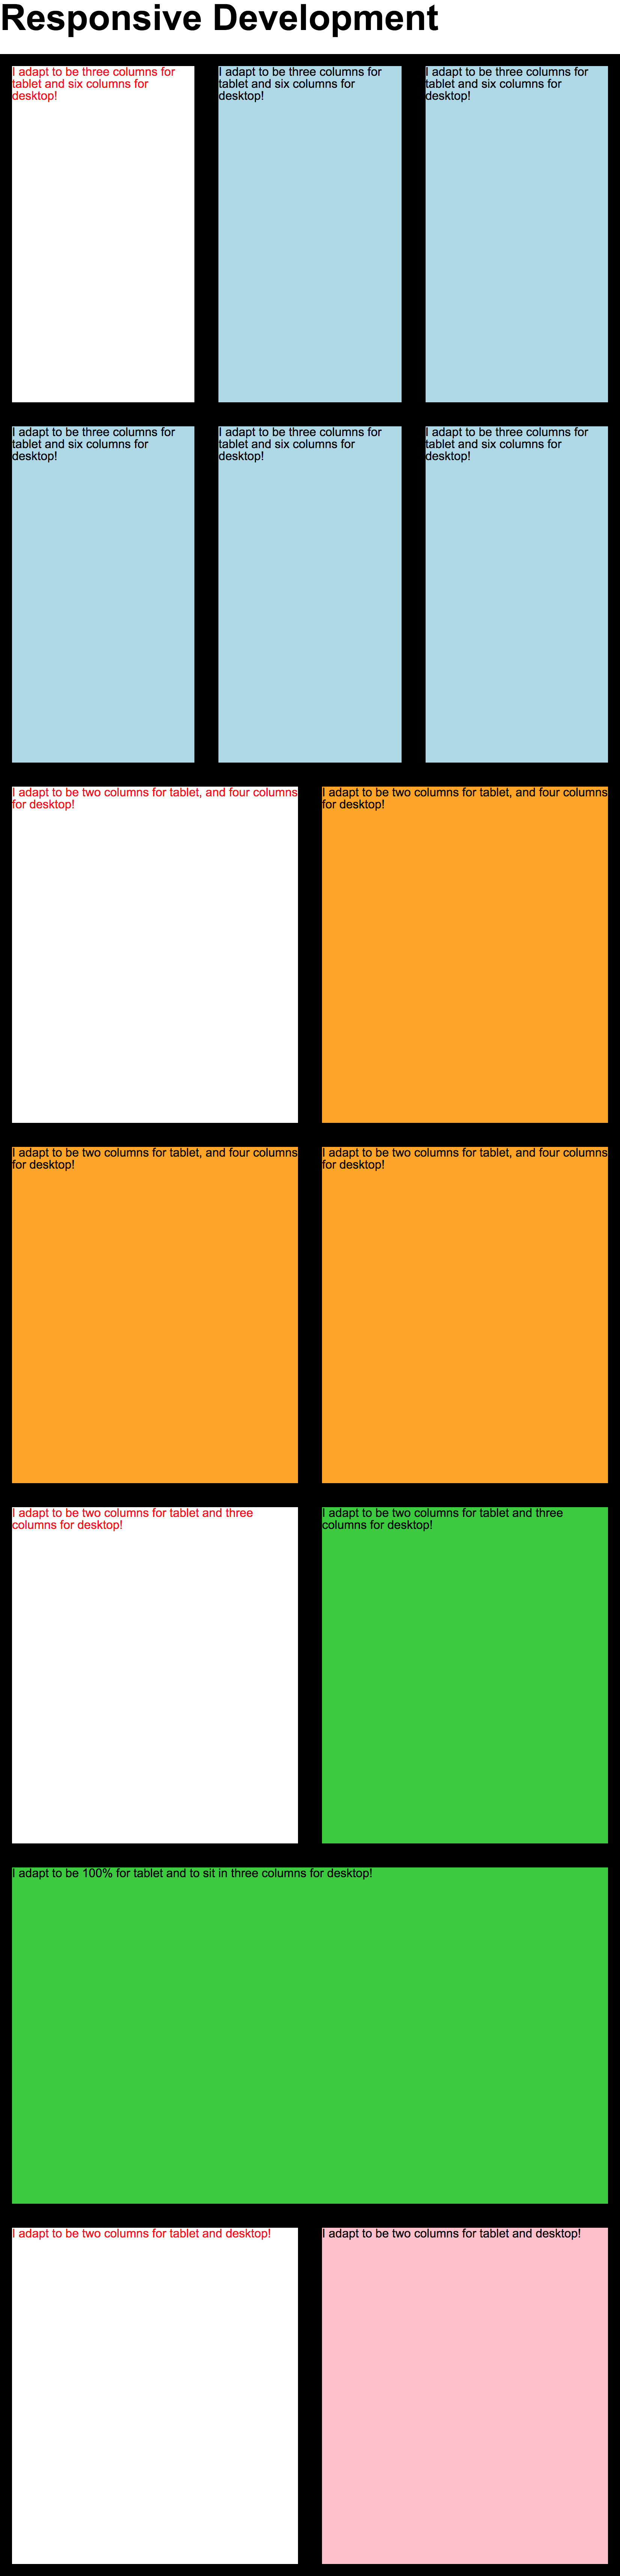 Responsive Development
I adapt to be three columns for
tablet and six columns for
desktop!
I adapt to be three columns for
tablet and six columns for
desktop!
I adapt to be three columns for
tablet and six columns for
desktop!
I adapt to be three columns for
tablet and six columns for
desktop!
I adapt to be three columns for
tablet and six columns for
desktop!
I adapt to be three columns for
tablet and six columns for
desktop!
I adapt to be two columns for tablet, and four columns
for desktop!
I adapt to be two columns for tablet, and four columns
for desktop!
I adapt to be two columns for tablet, and four columns
for desktop!
I adapt to be two columns for tablet, and four columns
for desktop!
I adapt to be two columns for tablet and three
columns for desktop!
I adapt to be two columns for tablet and three
columns for desktop!
I adapt to be 100% for tablet and to sit in three columns for desktop!
I adapt to be two columns for tablet and desktop!
I adapt to be two columns for tablet and desktop!